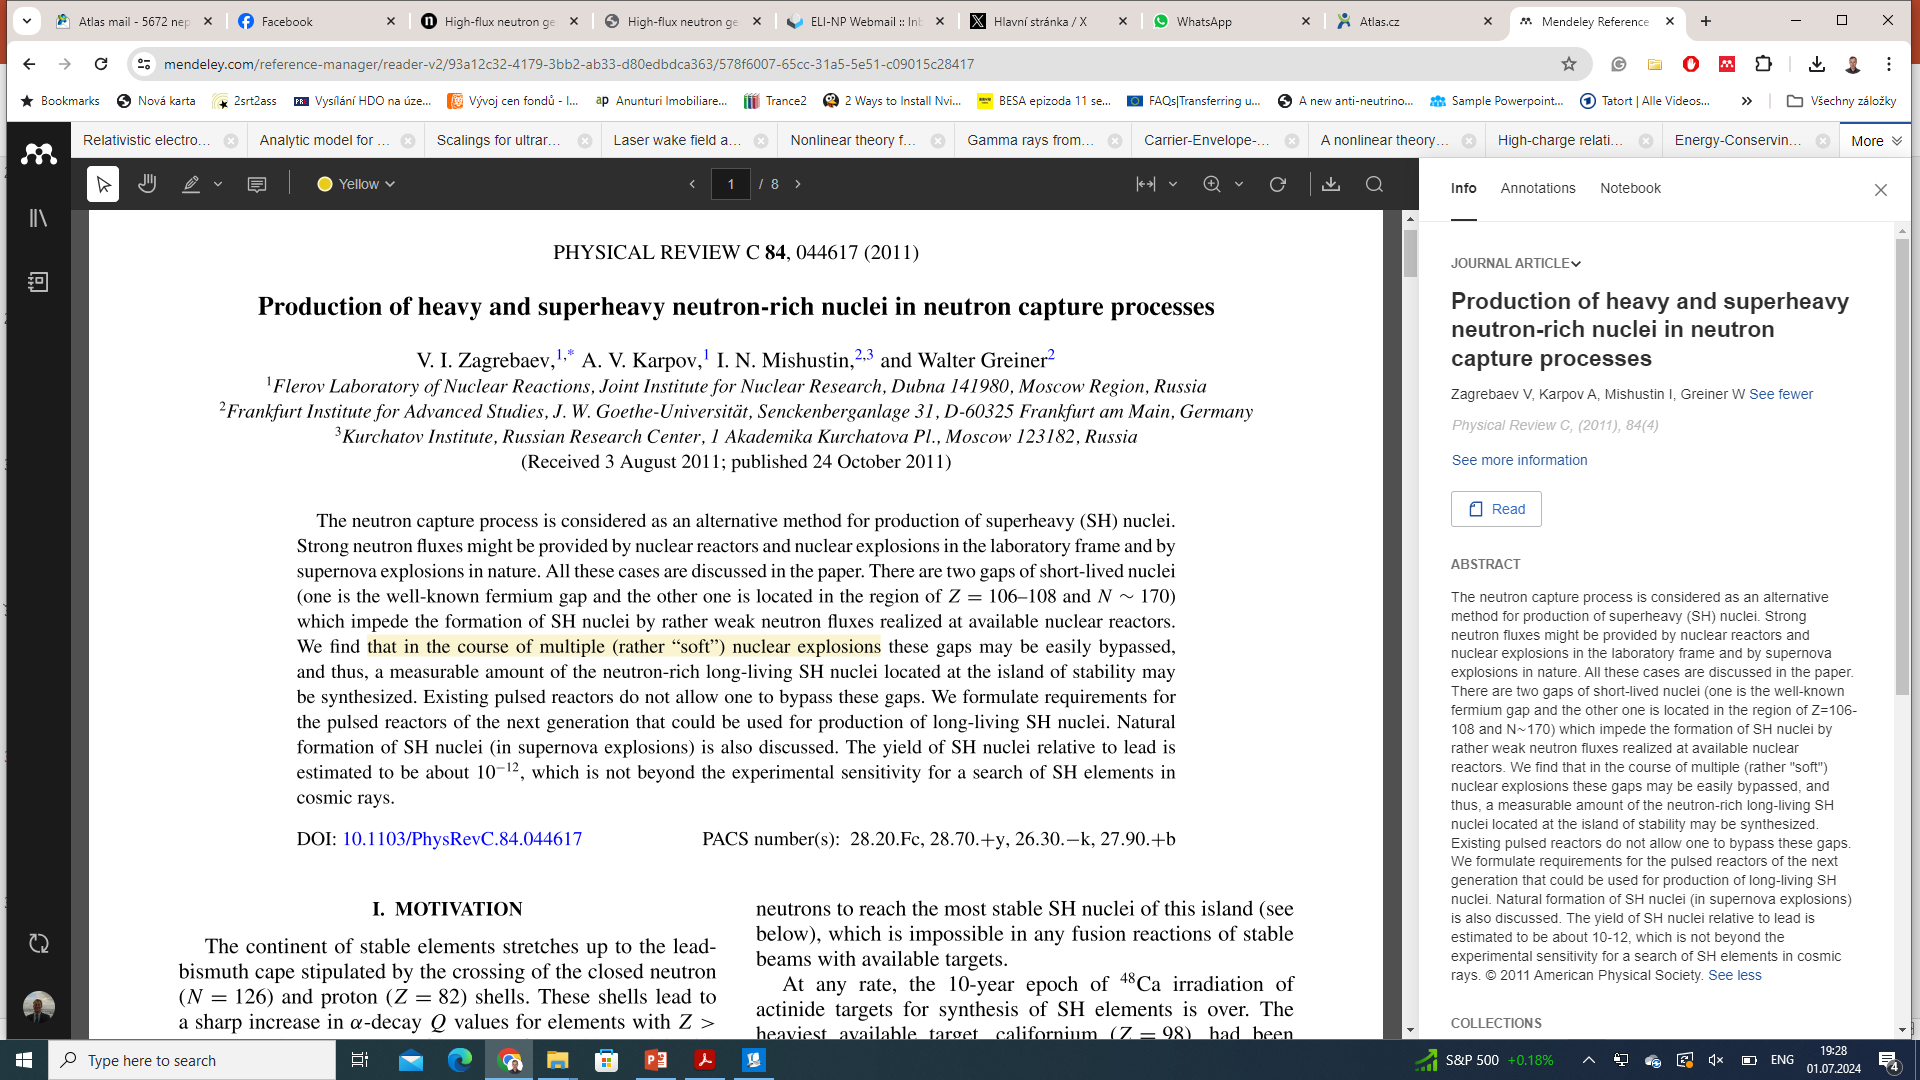 Atlas mail - 5672 nep
Facebook
High-flux neutron ge
High-flux neutron ge
ELI-NP Webmail :: Inb
Hlavní stránka / X
WhatsApp
Atlas.cz
Mendeley Reference
mendeley.com/reference-manager/reader-v2/93a12c32-4179-3bb2-ab33-d80edbdca363/578f6007-65cc-31a5-5e51-c09015c28417
Bookmarks
Nová karta
2srt2ass
Vysílání HDO na úze...
Vývoj cen fondů - I...
Anunturi Imobiliare...
Trance2
2 Ways to Install Nvi...
BESA epizoda 11 se...
FAQs|Transferring u...
A new anti-neutrino...
Sample Powerpoint...
Tatort | Alle Videos...
Všechny záložky
Relativistic electro...
Analytic model for ...
Scalings for ultrar...
Laser wake field a...
Nonlinear theory f...
Gamma rays from...
Carrier-Envelope-...
A nonlinear theory...
High-charge relati...
Energy-Conservin...
More
Yellow
1 / 8
PHYSICAL REVIEW C 84, 044617 (2011)
Production of heavy and superheavy neutron-rich nuclei in neutron capture processes
V. I. Zagrebaev,1,* A. V. Karpov,1 I. N. Mishustin,2,3 and Walter Greiner2
1Flerov Laboratory of Nuclear Reactions, Joint Institute for Nuclear Research, Dubna 141980, Moscow Region, Russia
2Frankfurt Institute for Advanced Studies, J. W. Goethe-Universität, Senckenberganlage 31, D-60325 Frankfurt am Main, Germany
3Kurchatov Institute, Russian Research Center, 1 Akademika Kurchatova Pl., Moscow 123182, Russia
(Received 3 August 2011; published 24 October 2011)
The neutron capture process is considered as an alternative method for production of superheavy (SH) nuclei.
Strong neutron fluxes might be provided by nuclear reactors and nuclear explosions in the laboratory frame and by
supernova explosions in nature. All these cases are discussed in the paper. There are two gaps of short-lived nuclei
(one is the well-known fermium gap and the other one is located in the region of Z = 106–108 and N ∼ 170)
which impede the formation of SH nuclei by rather weak neutron fluxes realized at available nuclear reactors.
We find that in the course of multiple (rather “soft”) nuclear explosions these gaps may be easily bypassed,
and thus, a measurable amount of the neutron-rich long-living SH nuclei located at the island of stability may
be synthesized. Existing pulsed reactors do not allow one to bypass these gaps. We formulate requirements for
the pulsed reactors of the next generation that could be used for production of long-living SH nuclei. Natural
formation of SH nuclei (in supernova explosions) is also discussed. The yield of SH nuclei relative to lead is
estimated to be about 10−12, which is not beyond the experimental sensitivity for a search of SH elements in
cosmic rays.
DOI: 10.1103/PhysRevC.84.044617
PACS number(s): 28.20.Fc, 28.70.+y, 26.30.−k, 27.90.+b
I. MOTIVATION
The continent of stable elements stretches up to the lead-
bismuth cape stipulated by the crossing of the closed neutron
(N = 126) and proton (Z = 82) shells. These shells lead to
a sharp increase in α-decay Q values for elements with Z >
neutrons to reach the most stable SH nuclei of this island (see
below), which is impossible in any fusion reactions of stable
beams with available targets.
At any rate, the 10-year epoch of 48Ca irradiation of
actinide targets for synthesis of SH elements is over. The
heaviest available target, californium (Z = 98), had been
Info
Annotations
Notebook
JOURNAL ARTICLE
Production of heavy and superheavy
neutron-rich nuclei in neutron
capture processes
Zagrebaev V, Karpov A, Mishustin I, Greiner W See fewer
Physical Review C, (2011), 84(4)
See more information
Read
ABSTRACT
The neutron capture process is considered as an alternative
method for production of superheavy (SH) nuclei. Strong
neutron fluxes might be provided by nuclear reactors and
nuclear explosions in the laboratory frame and by supernova
explosions in nature. All these cases are discussed in the paper.
There are two gaps of short-lived nuclei (one is the well-known
fermium gap and the other one is located in the region of Z=106-
108 and N~170) which impede the formation of SH nuclei by
rather weak neutron fluxes realized at available nuclear
reactors. We find that in the course of multiple (rather "soft")
nuclear explosions these gaps may be easily bypassed, and
thus, a measurable amount of the neutron-rich long-living SH
nuclei located at the island of stability may be synthesized.
Existing pulsed reactors do not allow one to bypass these gaps.
We formulate requirements for the pulsed reactors of the next
generation that could be used for production of long-living SH
nuclei. Natural formation of SH nuclei (in supernova explosions)
is also discussed. The yield of SH nuclei relative to lead is
estimated to be about 10-12, which is not beyond the
experimental sensitivity for a search of SH elements in cosmic
rays. © 2011 American Physical Society. See less
COLLECTIONS
Type here to search
S&P 500 +0.18%
ENG
19:28
01.07.2024
4